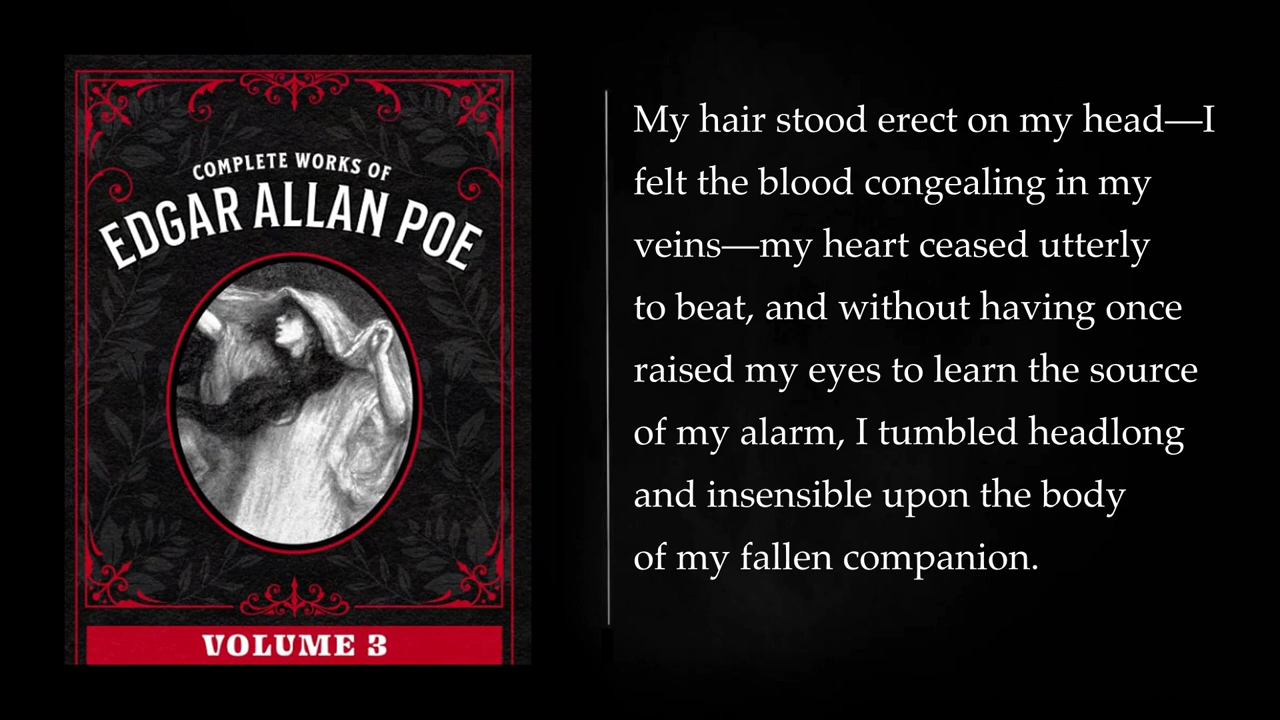 COMPLETE WORKS OF
EDGAR ALLAN POE
VOLUME 3
My hair stood erect on my head—I
felt the blood congealing in my
veins—my heart ceased utterly
to beat, and without having once
raised my eyes to learn the source
of my alarm, I tumbled headlong
and insensible upon the body
of my fallen companion.